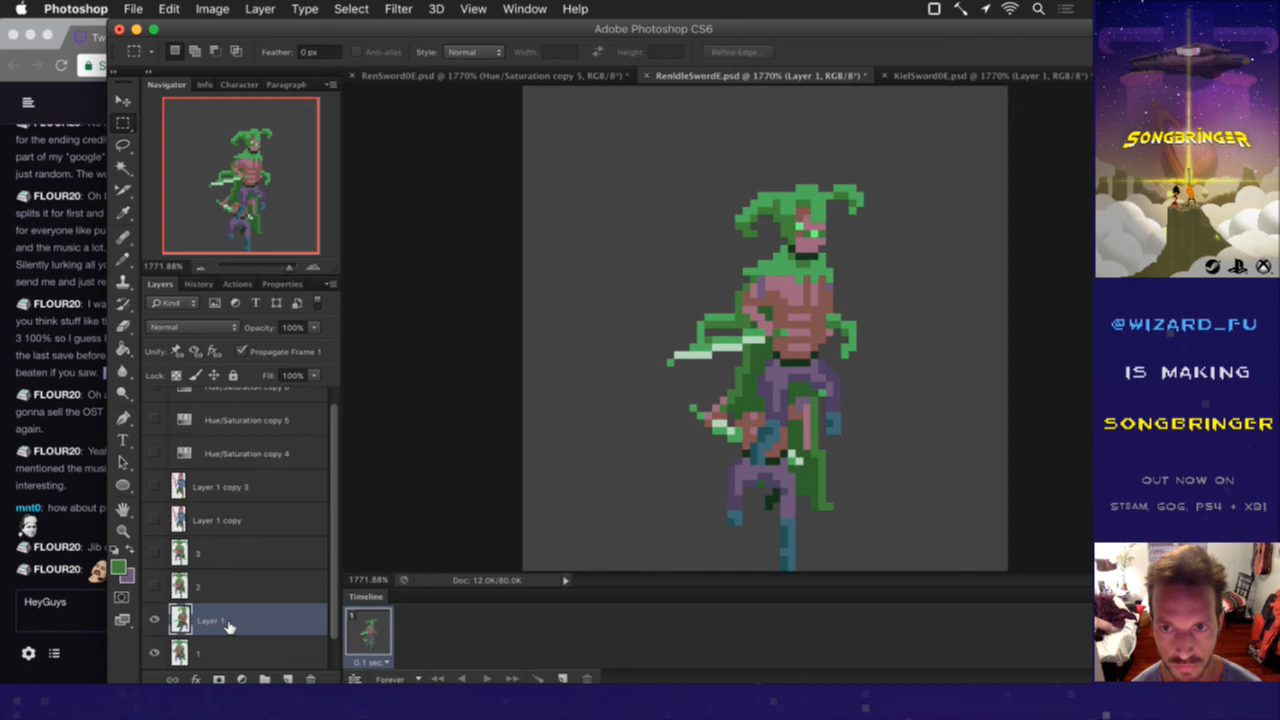 Photoshop File Edit Image Layer Type Select Filter 3D View Window Help
Adobe Photoshop CS6
Feather: 0 px Anti-alias Style: Normal Width: Height: Refine Edge...
RenSword0E.psd @ 1770% (Hue/Saturation copy 5, RGB/8*) * RenIdleSwordE.psd @ 1770% (Layer 1, RGB/8*) * KielSword0E.psd @ 1770% (Layer 1, RGB/8*)
Navigator Info Character Paragraph
1771.88%
Layers History Actions Properties
Kind
Normal Opacity: 100%
Unify: Propagate Frame 1
Lock: Fill: 100%
Hue/Saturation copy 5
Hue/Saturation copy 4
Layer 1 copy 3
Layer 1 copy
3
2
Layer 1
1
1771.88% Doc: 12.0K/80.0K
Timeline
1
0.1 sec.
Forever
for the ending credi
part of my "google"
just random. The wo
FLOUR20: Oh I
splits it for first and
for everyone like pu
and the music a lot.
Silently lurking all yo
send me and just re
FLOUR20: I wa
you think stuff like th
3 100% so I guess I
the last save before
beaten if you saw.
FLOUR20: Oh a
gonna sell the OST
again.
FLOUR20: Yeal
mentioned the musi
interesting.
mnt0: how about p
FLOUR20: Jib c
FLOUR20:
HeyGuys
SONGBRINGER
@WIZARD_FU
IS MAKING
SONGBRINGER
OUT NOW ON
STEAM, GOG, PS4 + XB1